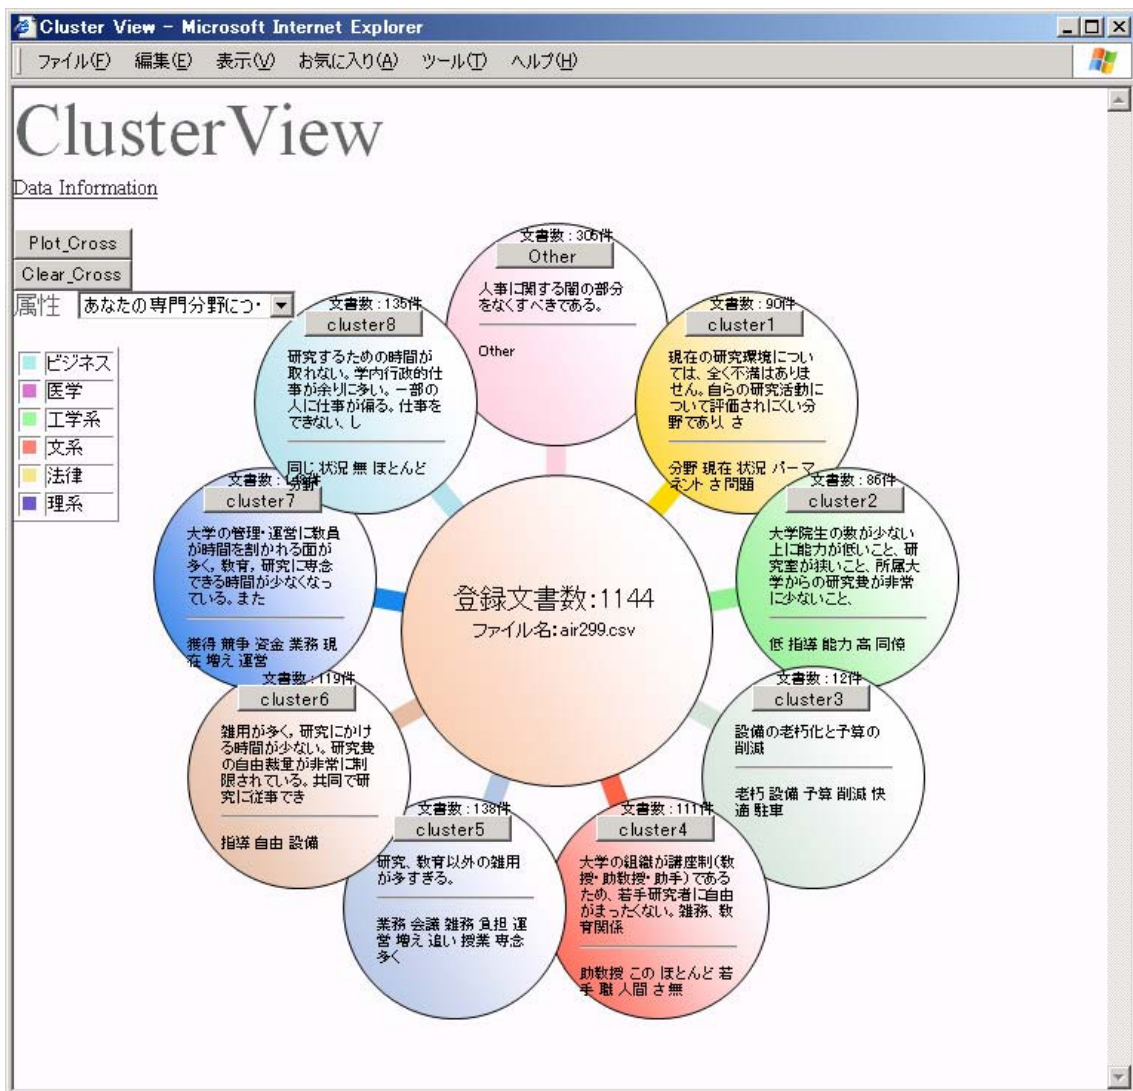 Cluster View - Microsoft Internet Explorer
ファイル(F) 編集(E) 表示(V) お気に入り(A) ツール(T) ヘルプ(H)
ClusterView
Data Information
Plot_Cross
Clear_Cross
属性 あなたの専門分野につ・
ビジネス
医学
工学系
文系
法律
理系
文書数:305件
Other
人事に関する闇の部分
をなくすべきである。
Other
文書数:90件
cluster1
現在の研究環境につい
ては、全く不満はありま
せん。自らの研究活動に
ついて評価されにくい分
野であり、さ
分野 現在 状況 パーマ
ネント さ 問題
文書数:86件
cluster2
大学院生の数が少ない
上に能力が低いこと、研
究室が狭いこと、所属大
学からの研究費が非常
に少ないこと、
低 指導 能力 高 同僚
文書数:12件
cluster3
設備の老朽化と予算の
削減
老朽 設備 予算 削減 快
適 駐車
文書数:111件
cluster4
大学の組織が講座制(教
授・助教授・助手)である
ため、若手研究者に自由
がまったくない。雑務、教
育関係
助教授 この ほとんど 若
手 職 人間 さ 無
文書数:138件
cluster5
研究、教育以外の雑用
が多すぎる。
業務 会議 雑務 負担 運
営 増え 追い 授業 専念
多く
文書数:119件
cluster6
雑用が多く,研究にかけ
る時間が少ない。研究費
の自由裁量が非常に制
限されている。共同で研
究に従事でき
指導 自由 設備
文書数:
cluster7
大学の管理・運営に教員
が時間を割かれる面が
多く,教育,研究に専念
できる時間が少なくなっ
ている。また
獲得 競争 資金 業務 現
在 増え 運営
文書数:135件
cluster8
研究するための時間が
取れない。学内行政的仕
事が余りに多い。一部の
人に仕事が偏る。仕事を
できない、し
同じ 状況 無 ほとんど
分野
登録文書数:1144
ファイル名:air299.csv